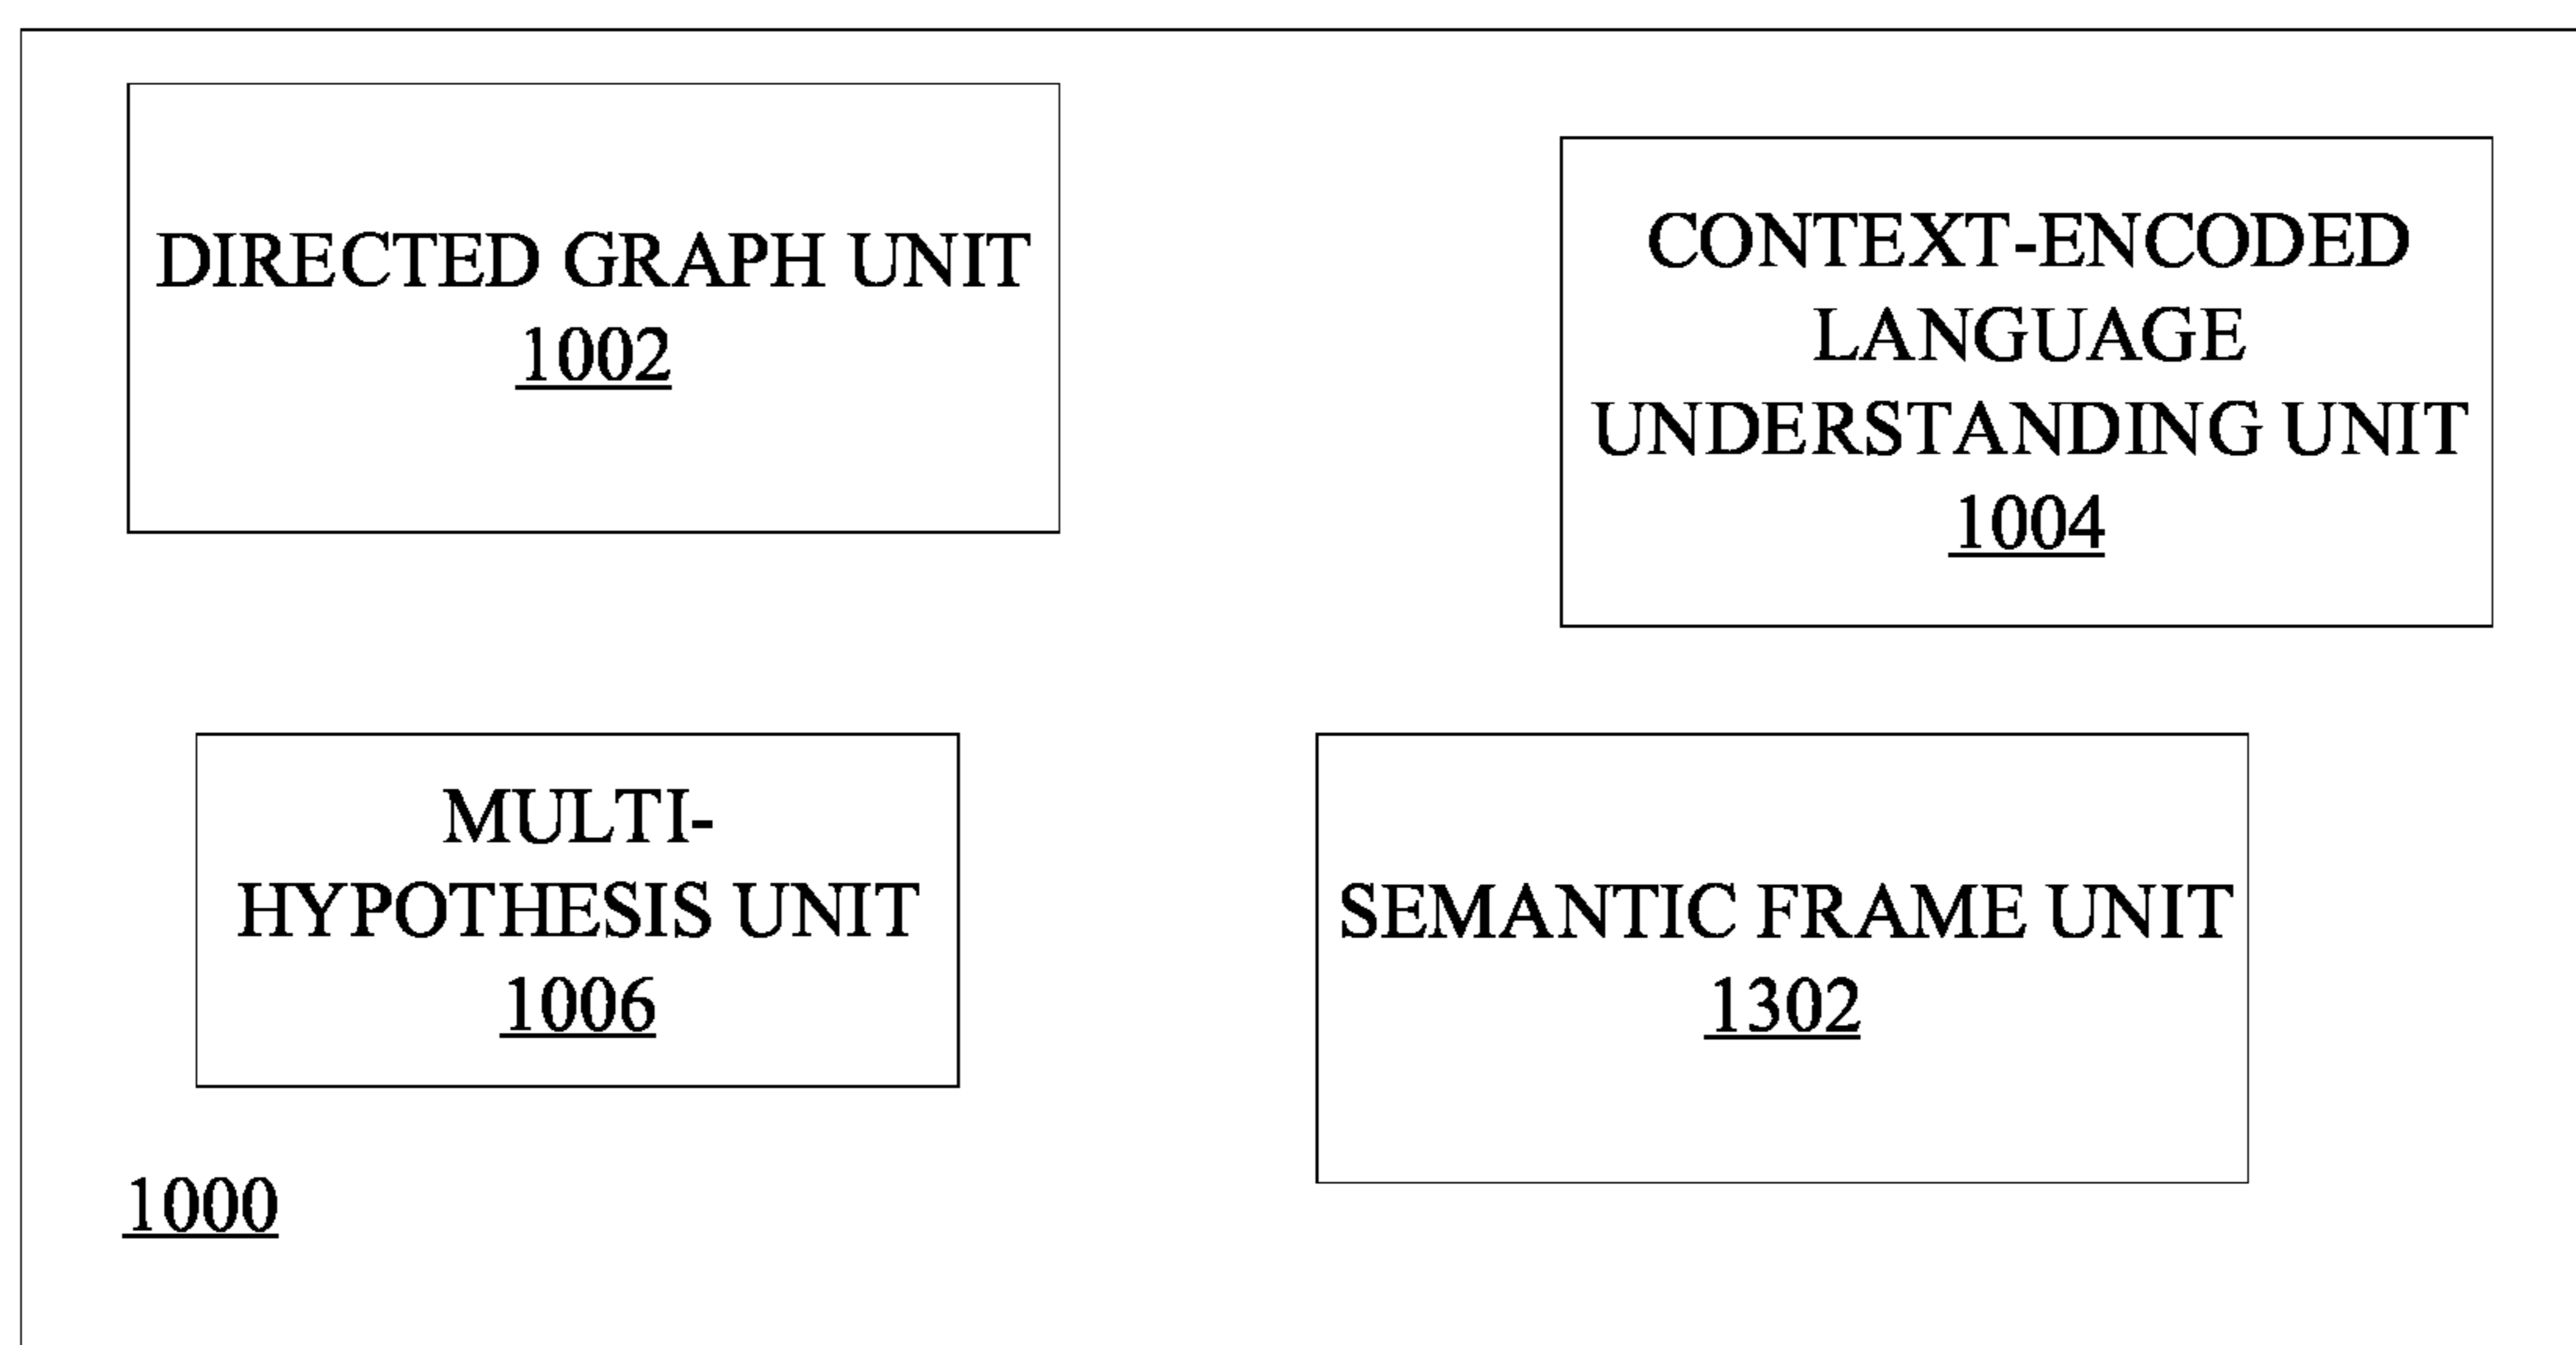 DIRECTED GRAPH UNIT
1002
CONTEXT-ENCODED
LANGUAGE
UNDERSTANDING UNIT
1004
MULTI-
HYPOTHESIS UNIT
1006
SEMANTIC FRAME UNIT
1302
1000